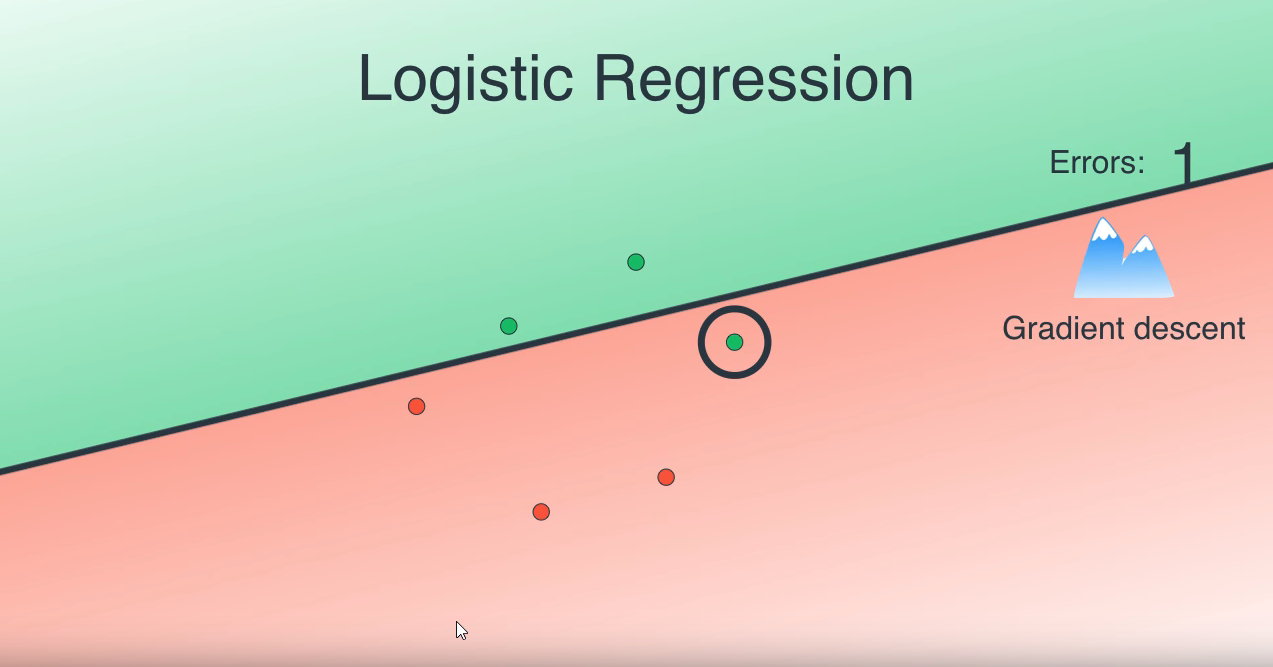 Logistic Regression
Errors: 1
Gradient descent